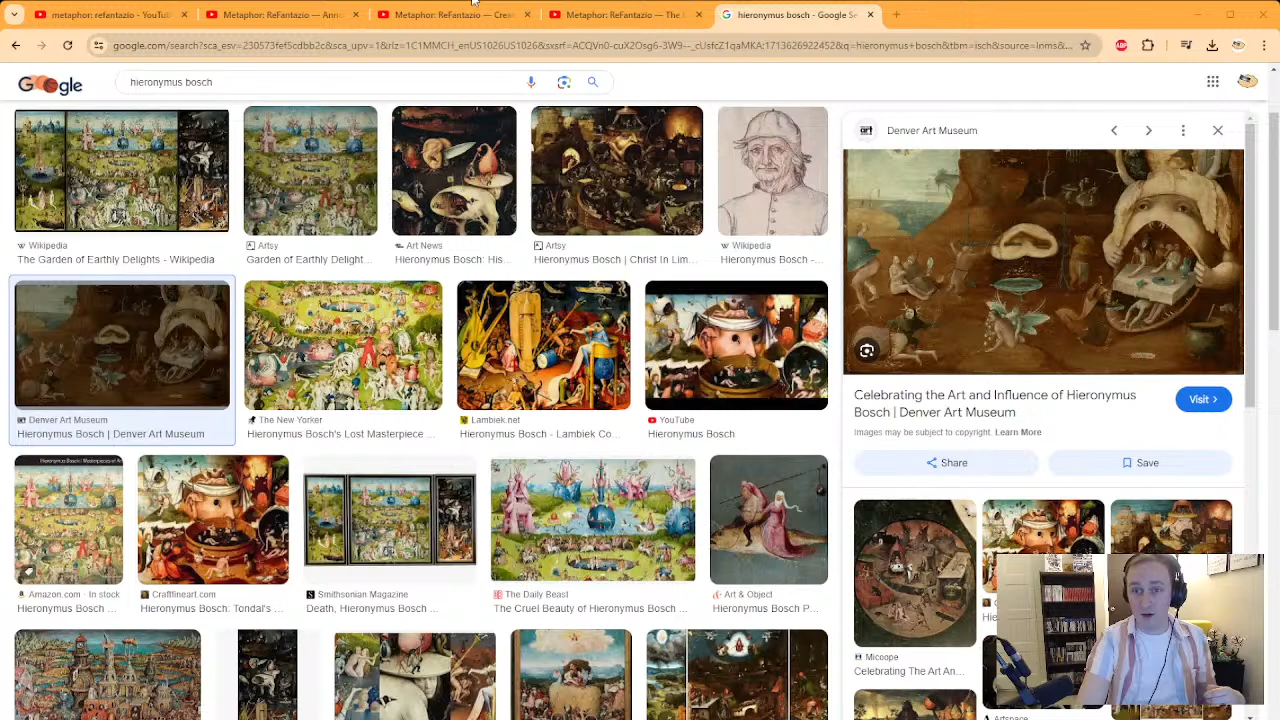 metaphor: refantazio - YouTub
Metaphor: ReFantazio — Ann
Metaphor: ReFantazio — Crea
Metaphor: ReFantazio — The
hieronymus bosch - Google Se
google.com/search?sca_esv=230573fef5cdbb2c&sca_upv=1&rlz=1C1MMCH_enUS1026US1026&sxsrf=ACQVn0-cuX2Osg6-3W9--_cUsfcZ1qaMKA:1713626922452&q=hieronymus+bosch&tbm=isch&source=lnms&...
ABP
Google
hieronymus bosch
Wikipedia
The Garden of Earthly Delights - Wikipedia
Artsy
Garden of Earthly Delight...
Art News
Hieronymus Bosch: His...
Artsy
Hieronymus Bosch | Christ In Lim...
Wikipedia
Hieronymus Bosch -...
art
Denver Art Museum
Denver Art Museum
Hieronymus Bosch | Denver Art Museum
The New Yorker
Hieronymus Bosch's Lost Masterpiece ...
Lambiek.net
Hieronymus Bosch - Lambiek Co...
YouTube
Hieronymus Bosch
Celebrating the Art and Influence of Hieronymus
Bosch | Denver Art Museum
Visit
Images may be subject to copyright. Learn More
Share
Save
Amazon.com · In stock
Hieronymus Bosch ...
Craftfineart.com
Hieronymus Bosch: Tondal's ...
Smithsonian Magazine
Death, Hieronymus Bosch ...
The Daily Beast
The Cruel Beauty of Hieronymus Bosch ...
Art & Object
Hieronymus Bosch P...
Micoope
Celebrating The Art An...
Hie
Artspace